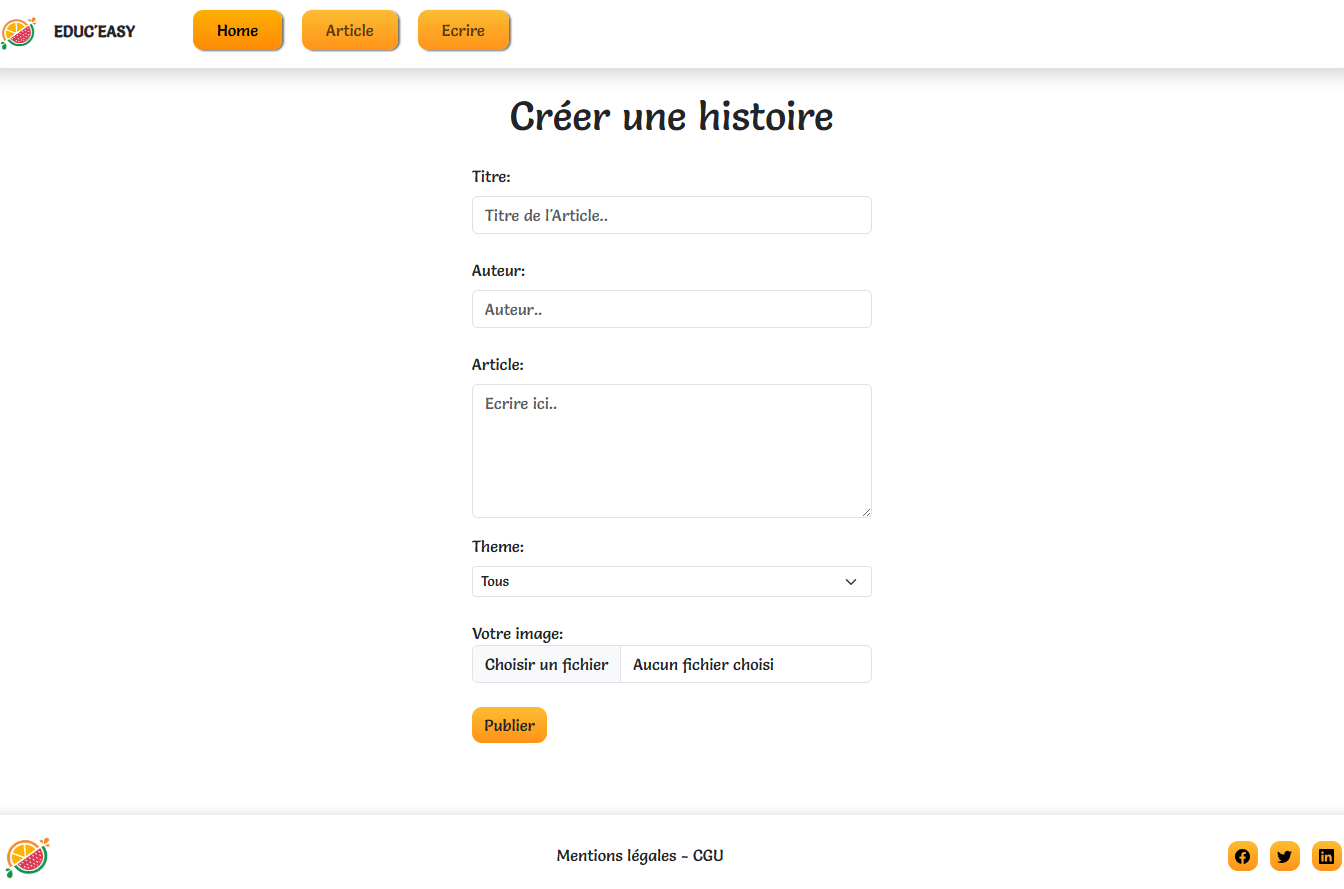 EDUC'EASY Home Article Ecrire
Créer une histoire
Titre:
Titre de l'Article..
Auteur:
Auteur..
Article:
Ecrire ici..
Theme:
Tous
Votre image:
Choisir un fichier Aucun fichier choisi
Publier
Mentions légales - CGU